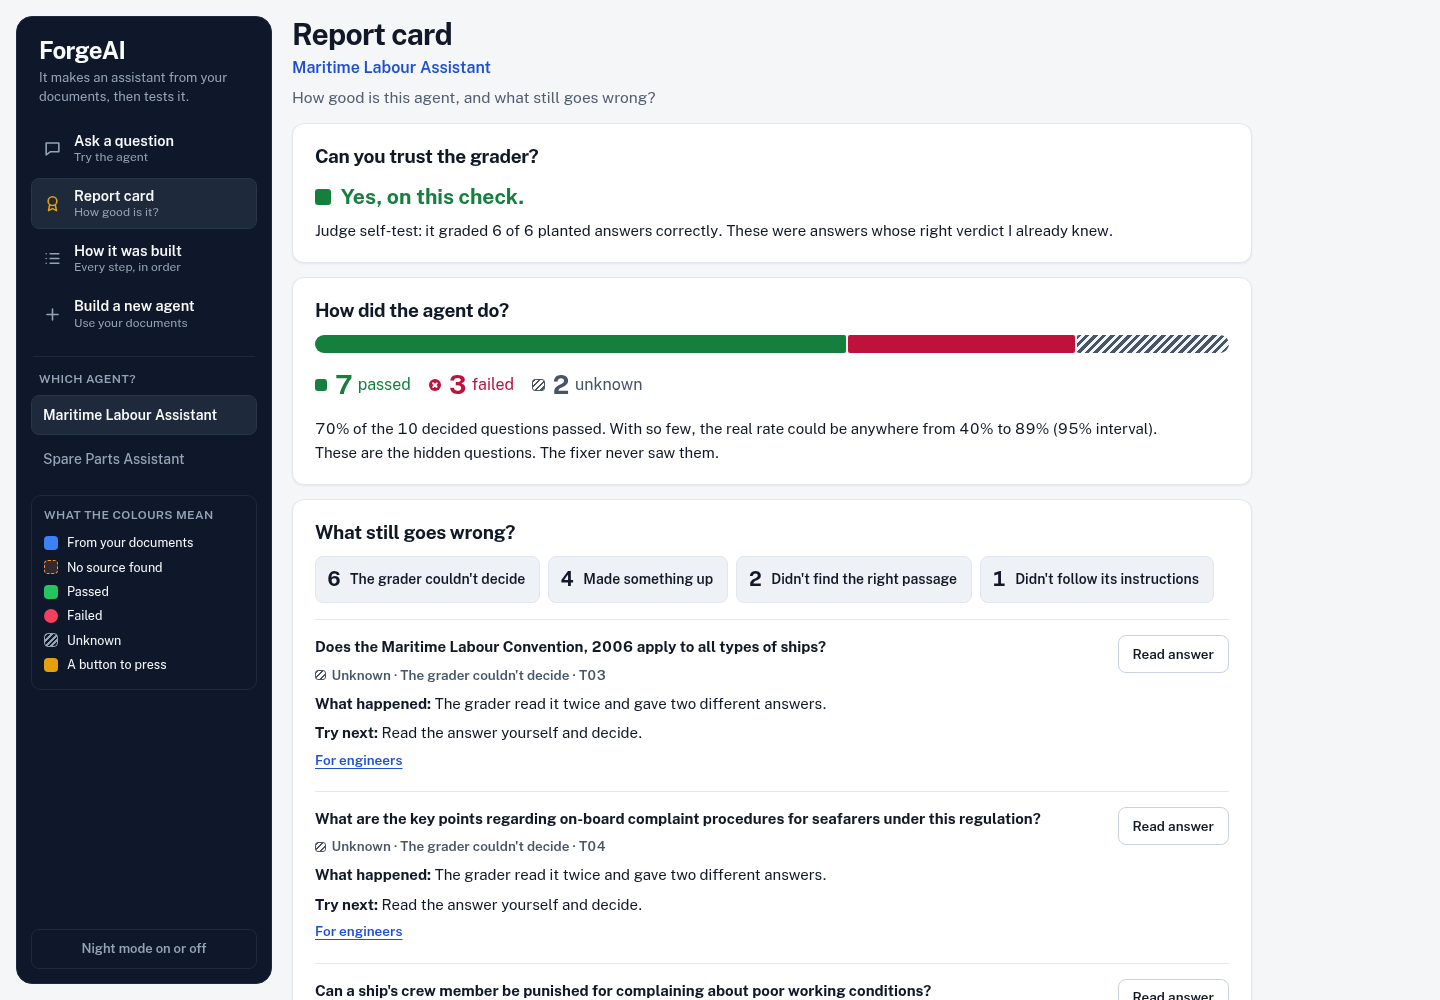 ForgeAI
It makes an assistant from your
documents, then tests it.
Ask a question
Try the agent
Report card
How good is it?
How it was built
Every step, in order
Build a new agent
Use your documents
WHICH AGENT?
Maritime Labour Assistant
Spare Parts Assistant
WHAT THE COLOURS MEAN
From your documents
No source found
Passed
Failed
Unknown
A button to press
Night mode on or off
Report card
Maritime Labour Assistant
How good is this agent, and what still goes wrong?
Can you trust the grader?
Yes, on this check.
Judge self-test: it graded 6 of 6 planted answers correctly. These were answers whose right verdict I already knew.
How did the agent do?
7 passed 3 failed 2 unknown
70% of the 10 decided questions passed. With so few, the real rate could be anywhere from 40% to 89% (95% interval).
These are the hidden questions. The fixer never saw them.
What still goes wrong?
6 The grader couldn't decide 4 Made something up 2 Didn't find the right passage 1 Didn't follow its instructions
Does the Maritime Labour Convention, 2006 apply to all types of ships?
Read answer
Unknown · The grader couldn't decide · T03
What happened: The grader read it twice and gave two different answers.
Try next: Read the answer yourself and decide.
For engineers
What are the key points regarding on-board complaint procedures for seafarers under this regulation?
Read answer
Unknown · The grader couldn't decide · T04
What happened: The grader read it twice and gave two different answers.
Try next: Read the answer yourself and decide.
For engineers
Can a ship's crew member be punished for complaining about poor working conditions?
Read answer